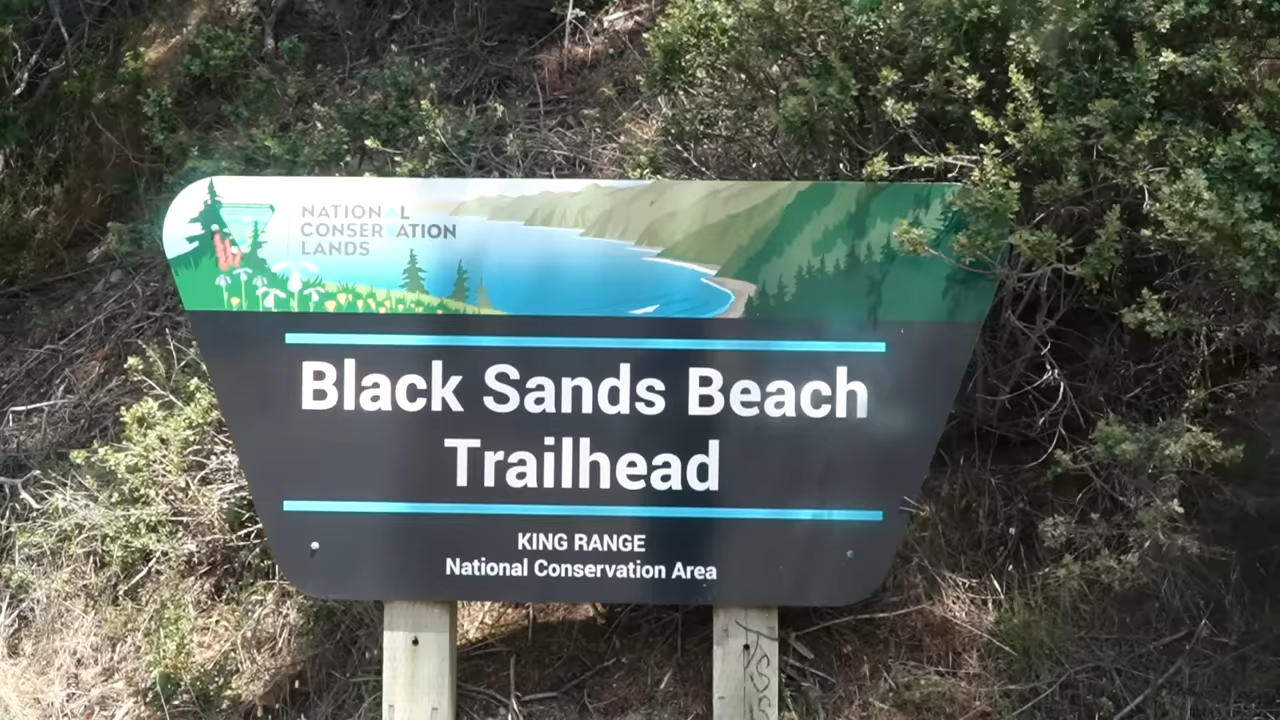 NATIONAL
CONSERVATION
LANDS
Black Sands Beach
Trailhead
KING RANGE
National Conservation Area